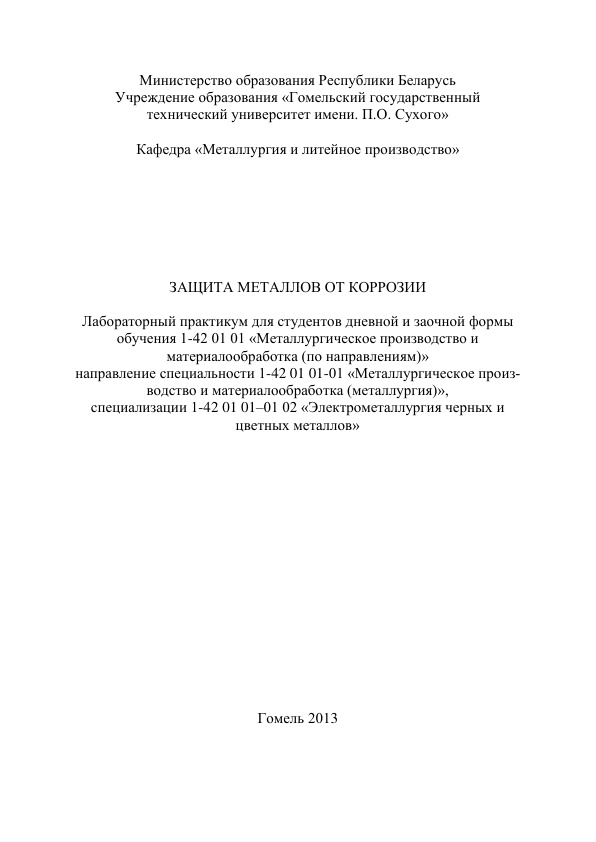 Министерство образования Республики Беларусь
Учреждение образования «Гомельский государственный
технический университет имени. П.О. Сухого»
Кафедра «Металлургия и литейное производство»
ЗАЩИТА МЕТАЛЛОВ ОТ КОРРОЗИИ
Лабораторный практикум для студентов дневной и заочной формы
обучения 1-42 01 01 «Металлургическое производство и
материалообработка (по направлениям)»
направление специальности 1-42 01 01-01 «Металлургическое произ-
водство и материалообработка (металлургия)»,
специализации 1-42 01 01–01 02 «Электрометаллургия черных и
цветных металлов»
Гомель 2013